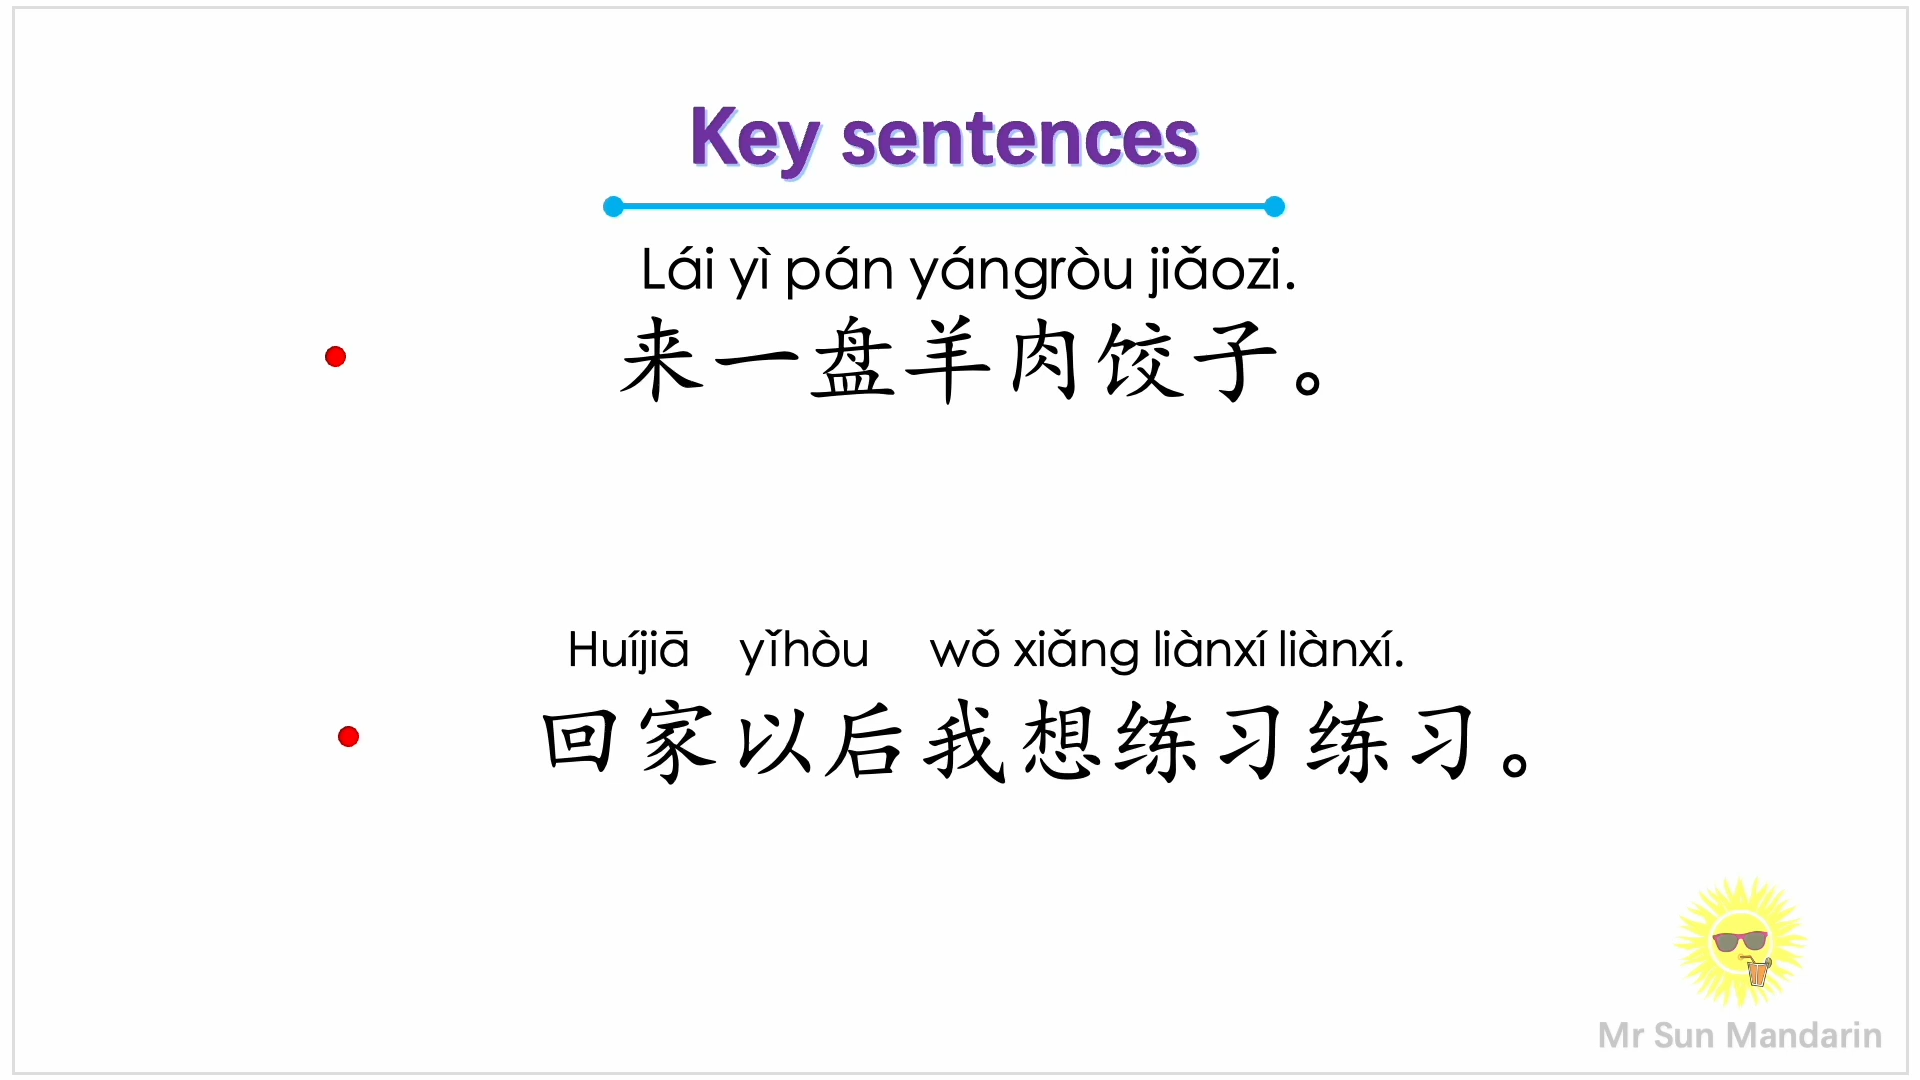 Key sentences
Lái yì pán yángròu jiǎozi.
来一盘羊肉饺子。
Huíjiā yǐhòu wǒ xiǎng liànxí liànxí.
回家以后我想练习练习。
Mr Sun Mandarin